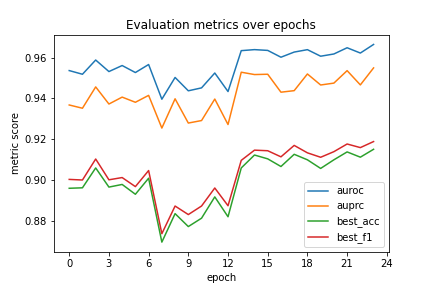 Evaluation metrics over epochs
metric score
0.96
0.94
0.92
0.90
0.88
auroc
auprc
best_acc
best_f1
0 3 6 9 12 15 18 21 24
epoch